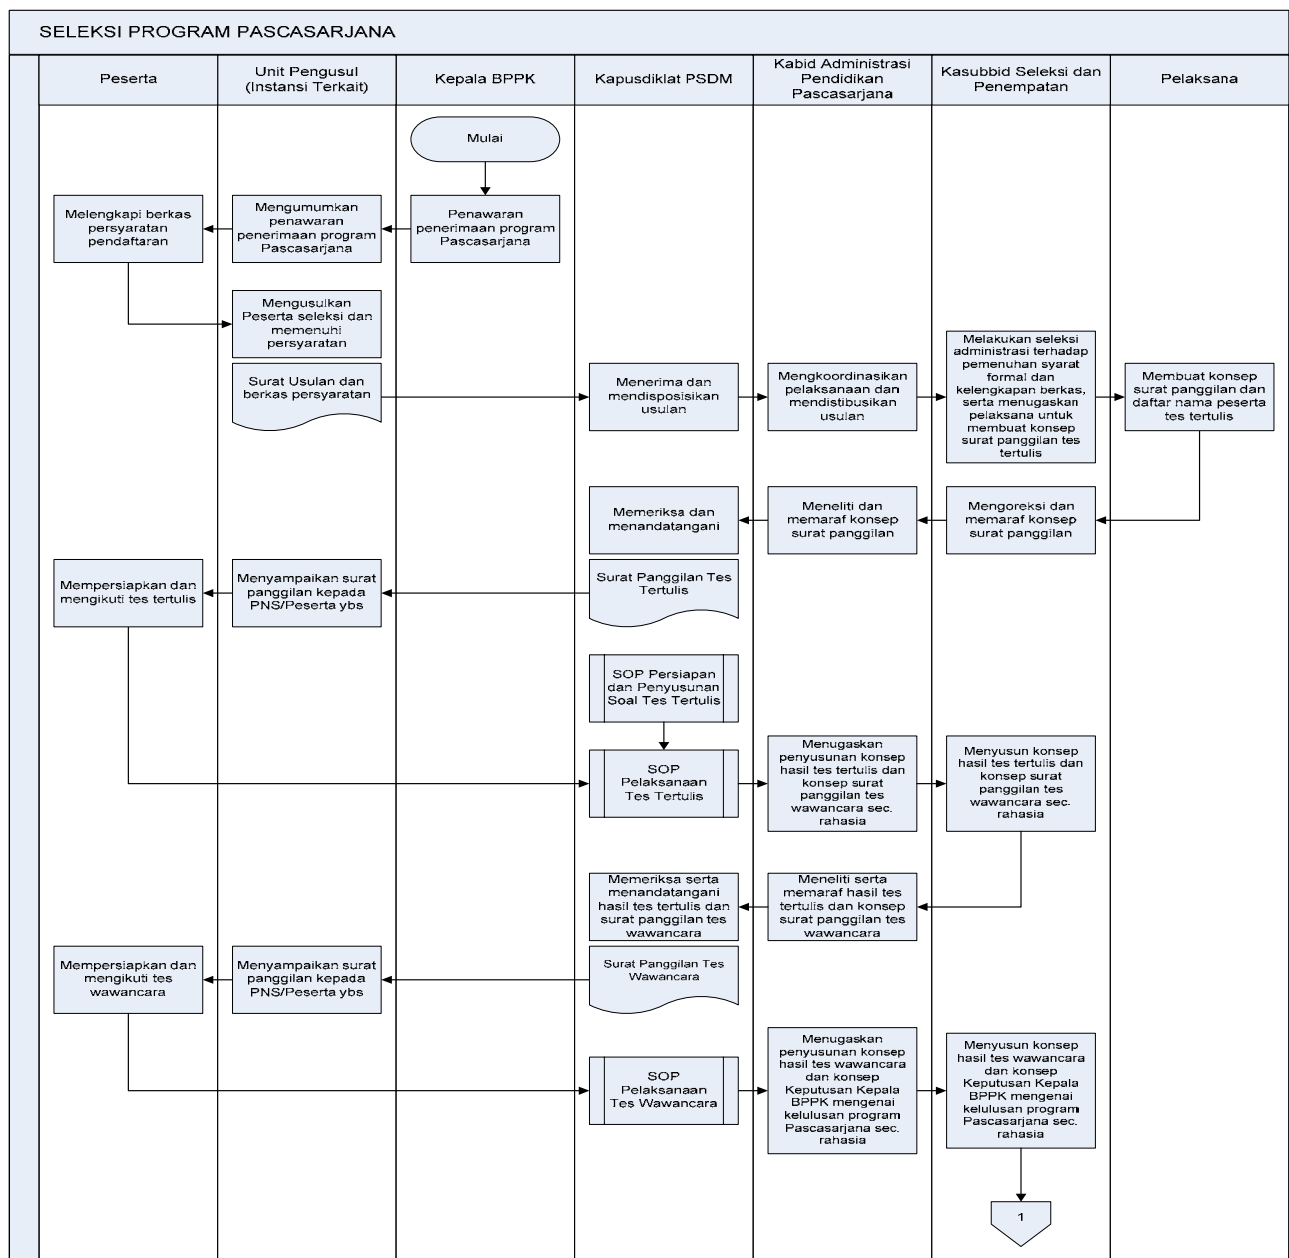 SELEKSI PROGRAM PASCASARJANA
Peserta
Unit Pengusul
(Instansi Terkait)
Kepala BPPK
Kapusdiklat PSDM
Kabid Administrasi
Pendidikan
Pascasarjana
Kasubbid Seleksi dan
Penempatan
Pelaksana
Mulai
Melengkapi berkas
persyaratan
pendaftaran
Mengumumkan
penawaran
penerimaan program
Pascasarjana
Penawaran
penerimaan program
Pascasarjana
Mengusulkan
Peserta seleksi dan
memenuhi
persyaratan
Surat Usulan dan
berkas persyaratan
Menerima dan
mendisposisikan
usulan
Mengkoordinasikan
pelaksanaan dan
mendistibusikan
usulan
Melakukan seleksi
administrasi terhadap
pemenuhan syarat
formal dan
kelengkapan berkas,
serta menugaskan
pelaksana untuk
membuat konsep
surat panggilan tes
tertulis
Membuat konsep
surat panggilan dan
daftar nama peserta
tes tertulis
Memeriksa dan
menandatangani
Meneliti dan
memaraf konsep
surat panggilan
Mengoreksi dan
memaraf konsep
surat panggilan
Mempersiapkan dan
mengikuti tes tertulis
Menyampaikan surat
panggilan kepada
PNS/Peserta ybs
Surat Panggilan Tes
Tertulis
SOP Persiapan
dan Penyusunan
Soal Tes Tertulis
SOP
Pelaksanaan
Tes Tertulis
Menugaskan
penyusunan konsep
hasil tes tertulis dan
konsep surat
panggilan tes
wawancara sec.
rahasia
Menyusun konsep
hasil tes tertulis dan
konsep surat
panggilan tes
wawancara sec.
rahasia
Memeriksa serta
menandatangani
hasil tes tertulis dan
surat panggilan tes
wawancara
Meneliti serta
memaraf hasil tes
tertulis dan konsep
surat panggilan tes
wawancara
Mempersiapkan dan
mengikuti tes
wawancara
Menyampaikan surat
panggilan kepada
PNS/Peserta ybs
Surat Panggilan Tes
Wawancara
SOP
Pelaksanaan
Tes Wawancara
Menugaskan
penyusunan konsep
hasil tes wawancara
dan konsep
Keputusan Kepala
BPPK mengenai
kelulusan program
Pascasarjana sec.
rahasia
Menyusun konsep
hasil tes wawancara
dan konsep
Keputusan Kepala
BPPK mengenai
kelulusan program
Pascasarjana sec.
rahasia
1